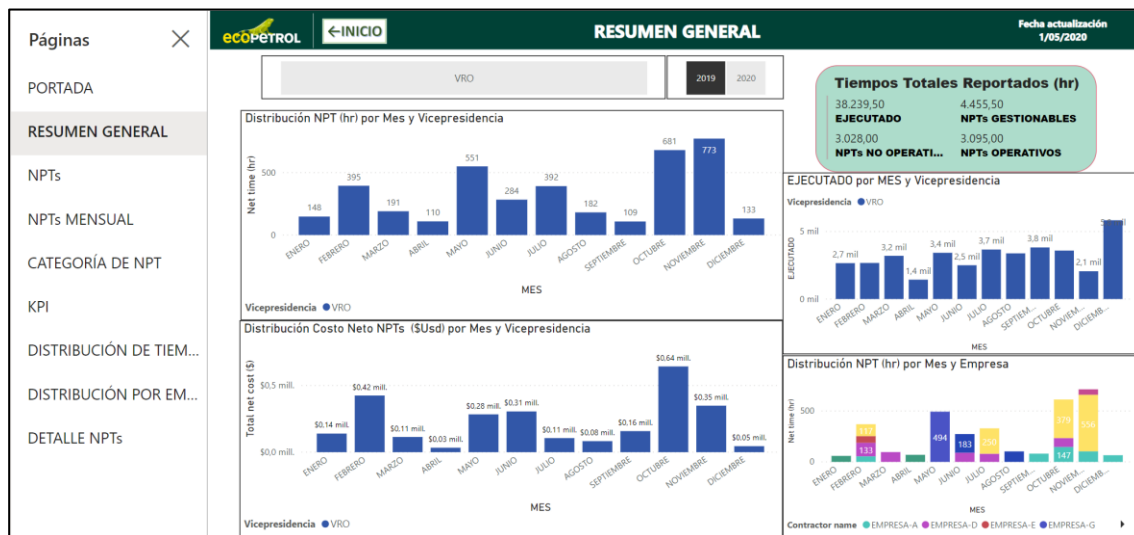 Páginas
PORTADA
RESUMEN GENERAL
NPTs
NPTs MENSUAL
CATEGORÍA DE NPT
KPI
DISTRIBUCIÓN DE TIEM...
DISTRIBUCIÓN POR EM...
DETALLE NPTs
ecopetrol
←INICIO
RESUMEN GENERAL
Fecha actualización
1/05/2020
VRO
2019
2020
Tiempos Totales Reportados (hr)
38.239,50 4.455,50
EJECUTADO NPTs GESTIONABLES
3.028,00 3.095,00
NPTs NO OPERATI... NPTs OPERATIVOS
Distribución NPT (hr) por Mes y Vicepresidencia
Net time (hr)
500
0
148 395 191 110 551 284 392 182 109 681 773 133
ENERO FEBRERO MARZO ABRIL MAYO JUNIO JULIO AGOSTO SEPTIEMBRE OCTUBRE NOVIEMBRE DICIEMBRE
MES
Vicepresidencia VRO
Distribución Costo Neto NPTs ($Usd) por Mes y Vicepresidencia
Total net cost ($)
$0,5 mill.
$0,0 mill.
$0.14 mill. $0.42 mill. $0.11 mill. $0.03 mill. $0.28 mill. $0.31 mill. $0.11 mill. $0.08 mill. $0.16 mill. $0.64 mill. $0.35 mill. $0.05 mill.
ENERO FEBRERO MARZO ABRIL MAYO JUNIO JULIO AGOSTO SEPTIEMBRE OCTUBRE NOVIEMBRE DICIEMBRE
MES
Vicepresidencia VRO
EJECUTADO por MES y Vicepresidencia
Vicepresidencia VRO
EJECUTADO
5 mil
0 mil
2,7 mil 3,2 mil 1,4 mil 3,4 mil 2,5 mil 3,7 mil 3,8 mil 2,1 mil
ENERO FEBRERO MARZO ABRIL MAYO JUNIO JULIO AGOSTO SEPTIEM... OCTUBRE NOVIEM... DICIEMB...
MES
Distribución NPT (hr) por Mes y Empresa
Net time (hr)
500
0
117 133 494 183 250 379 147 556
ENERO FEBRERO MARZO ABRIL MAYO JUNIO JULIO AGOSTO SEPTIEM... OCTUBRE NOVIEM... DICIEMB...
MES
Contractor name EMPRESA-A EMPRESA-D EMPRESA-E EMPRESA-G